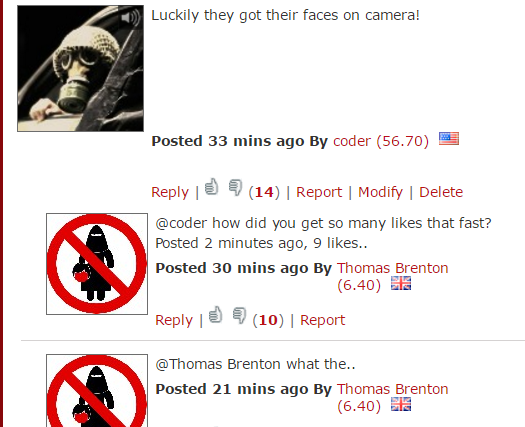 Luckily they got their faces on camera!
Posted 33 mins ago By coder (56.70)
Reply | (14) | Report | Modify | Delete
@coder how did you get so many likes that fast?
Posted 2 minutes ago, 9 likes..
Posted 30 mins ago By Thomas Brenton
(6.40)
Reply | (10) | Report
@Thomas Brenton what the..
Posted 21 mins ago By Thomas Brenton
(6.40)